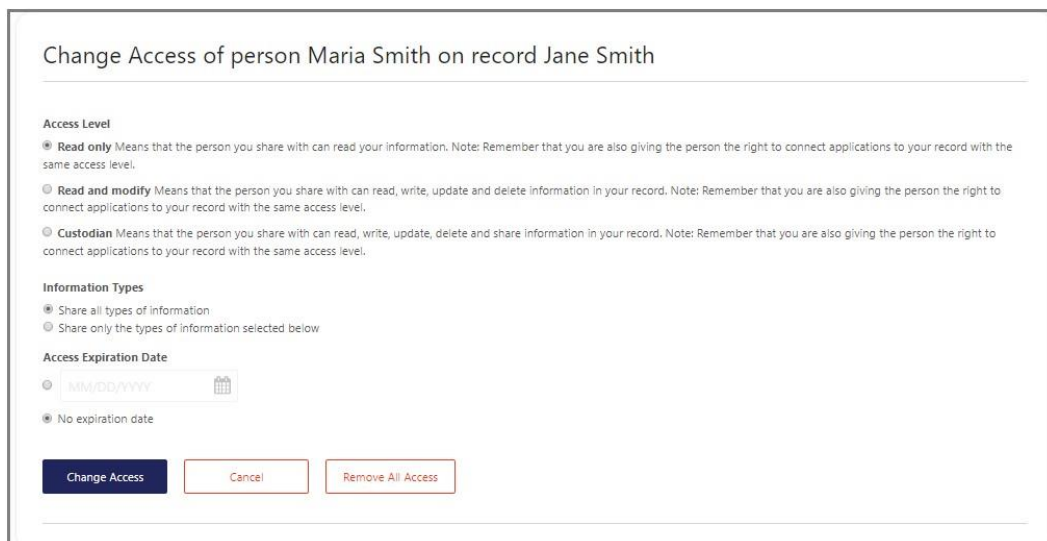 Change Access of person Maria Smith on record Jane Smith
Access Level
Read only Means that the person you share with can read your information. Note: Remember that you are also giving the person the right to connect applications to your record with the
same access level.
Read and modify Means that the person you share with can read, write, update and delete information in your record. Note: Remember that you are also giving the person the right to
connect applications to your record with the same access level.
Custodian Means that the person you share with can read, write, update, delete and share information in your record. Note: Remember that you are also giving the person the right to
connect applications to your record with the same access level.
Information Types
Share all types of information
Share only the types of information selected below
Access Expiration Date
MM/DD/YYYY
No expiration date
Change Access Cancel Remove All Access